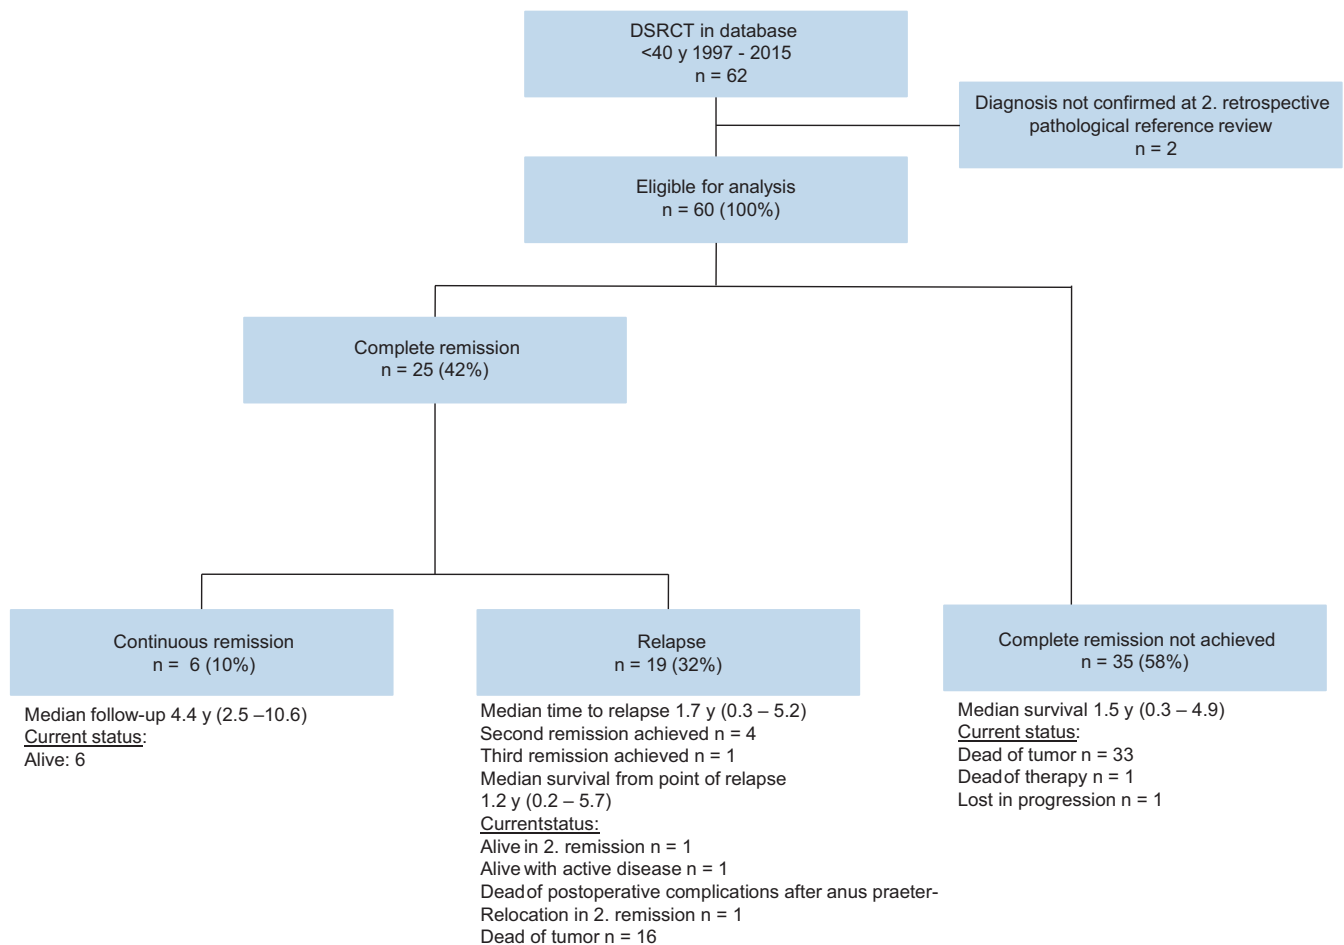 DSRCT in database
<40 y 1997 - 2015
n = 62
Diagnosis not confirmed at 2. retrospective
pathological reference review
n = 2
Eligible for analysis
n = 60 (100%)
Complete remission
n = 25 (42%)
Continuous remission
n = 6 (10%)
Median follow-up 4.4 y (2.5 –10.6)
Current status:
Alive: 6
Relapse
n = 19 (32%)
Median time to relapse 1.7 y (0.3 – 5.2)
Second remission achieved n = 4
Third remission achieved n = 1
Median survival from point of relapse
1.2 y (0.2 – 5.7)
Currentstatus:
Alive in 2. remission n = 1
Alive with active disease n = 1
Dead of postoperative complications after anus praeter-
Relocation in 2. remission n = 1
Dead of tumor n = 16
Complete remission not achieved
n = 35 (58%)
Median survival 1.5 y (0.3 – 4.9)
Current status:
Dead of tumor n = 33
Dead of therapy n = 1
Lost in progression n = 1